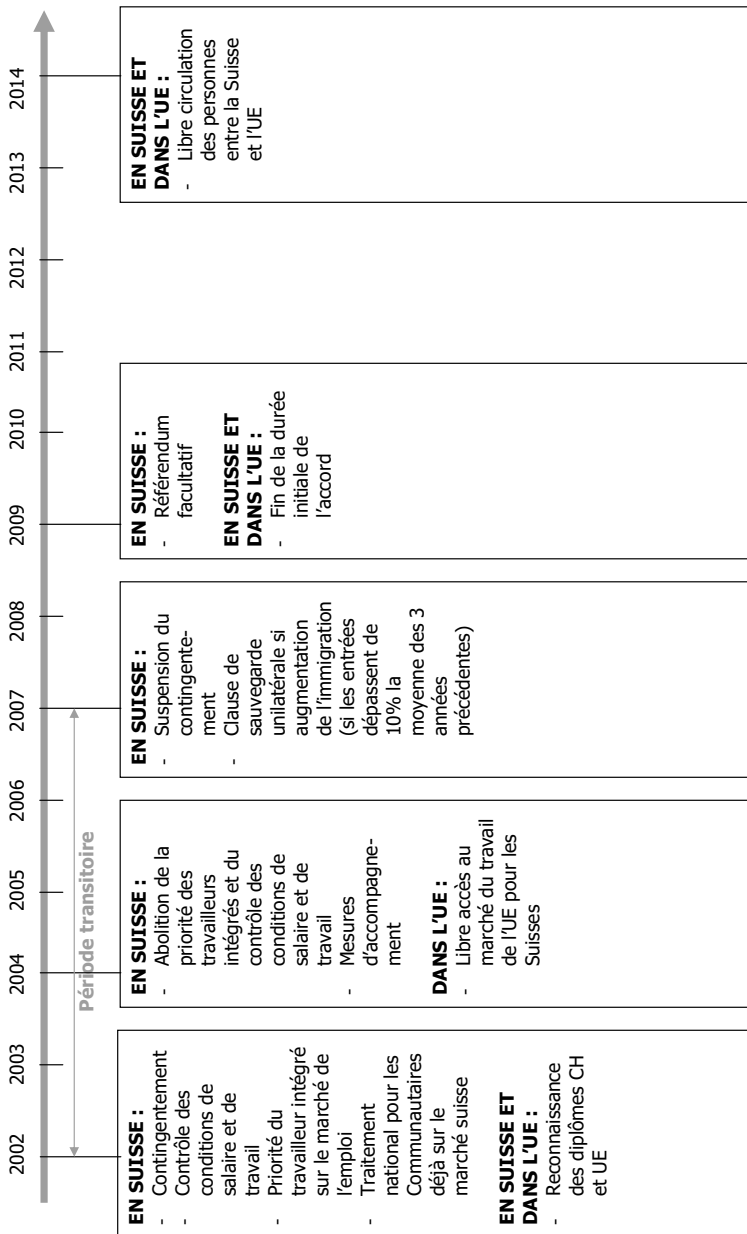 2002 2003 2004 2005 2006 2007 2008 2009 2010 2011 2012 2013 2014
Période transitoire
EN SUISSE :
- Contingentement
- Contrôle des
conditions de
salaire et de
travail
- Priorité du
travailleur intégré
sur le marché de
l'emploi
- Traitement
national pour les
Communautaires
déjà sur le
marché suisse
EN SUISSE ET
DANS L'UE :
- Reconnaissance
des diplômes CH
et UE
EN SUISSE :
- Abolition de la
priorité des
travailleurs
intégrés et du
contrôle des
conditions de
salaire et de
travail
- Mesures
d'accompagne-
ment
DANS L'UE :
- Libre accès au
marché du travail
de l'UE pour les
Suisses
EN SUISSE :
- Suspension du
contingente-
ment
- Clause de
sauvegarde
unilatérale si
augmentation
de l'immigration
(si les entrées
dépassent de
10% la
moyenne des 3
années
précédentes)
EN SUISSE :
- Référendum
facultatif
EN SUISSE ET
DANS L'UE :
- Fin de la durée
initiale de
l'accord
EN SUISSE ET
DANS L'UE :
- Libre circulation
des personnes
entre la Suisse
et l'UE